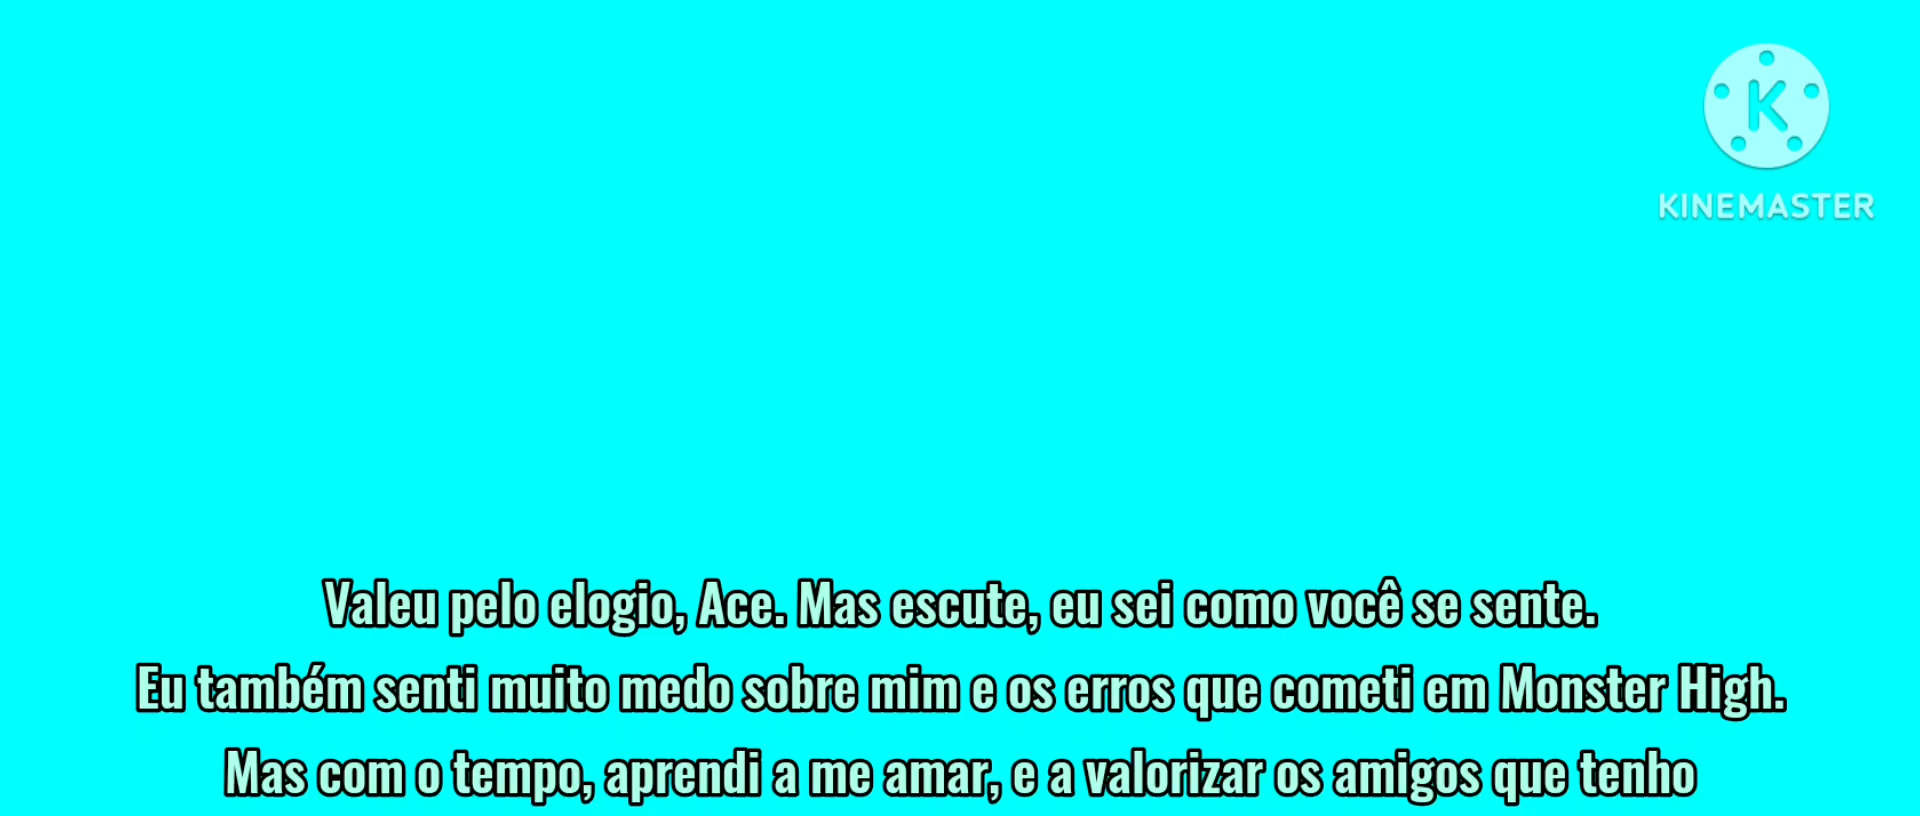 K
KINEMASTER
Valeu pelo elogio, Ace. Mas escute, eu sei como você se sente.
Eu também senti muito medo sobre mim e os erros que cometi em Monster High.
Mas com o tempo, aprendi a me amar, e a valorizar os amigos que tenho